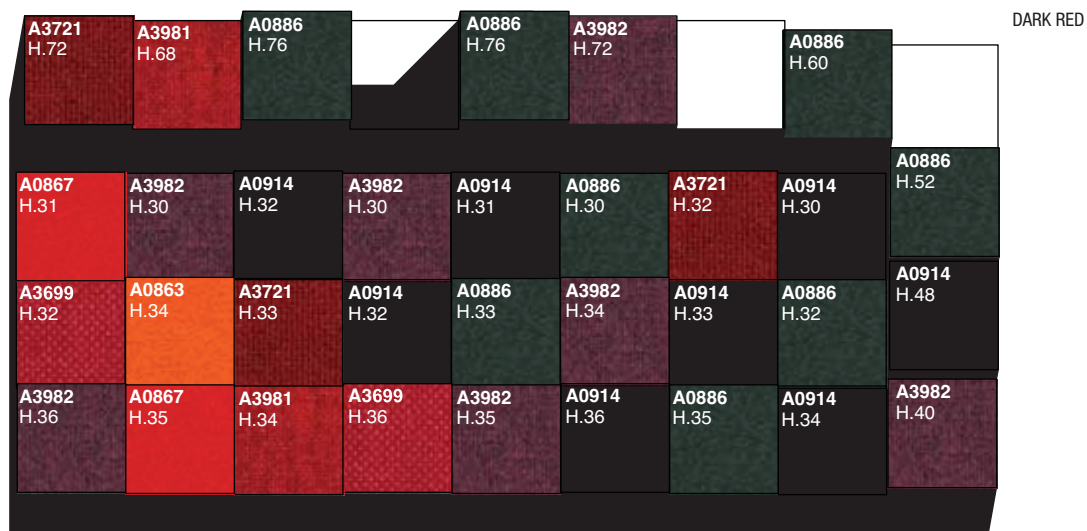 DARK RED
A3721
H.72
A3981
H.68
A0886
H.76
A0886
H.76
A3982
H.72
A0886
H.60
A0886
H.52
A0867
H.31
A3982
H.30
A0914
H.32
A3982
H.30
A0914
H.31
A0886
H.30
A3721
H.32
A0914
H.30
A0914
H.48
A3699
H.32
A0863
H.34
A3721
H.33
A0914
H.32
A0886
H.33
A3982
H.34
A0914
H.33
A0886
H.32
A3982
H.36
A0867
H.35
A3981
H.34
A3699
H.36
A3982
H.35
A0914
H.36
A0886
H.35
A0914
H.34
A3982
H.40